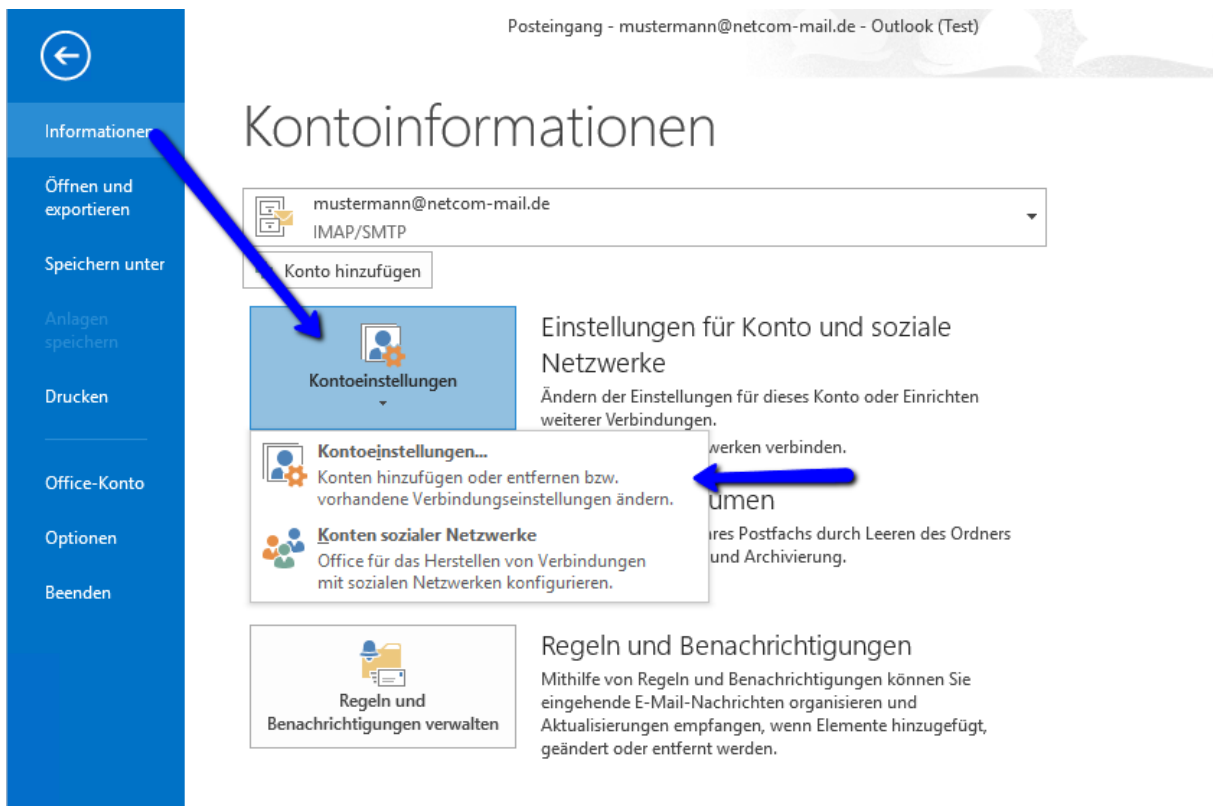 Posteingang - mustermann@netcom-mail.de - Outlook (Test)
Informationen
Öffnen und
exportieren
Speichern unter
Anlagen
speichern
Drucken
Office-Konto
Optionen
Beenden
Kontoinformationen
mustermann@netcom-mail.de
IMAP/SMTP
Konto hinzufügen
Kontoeinstellungen
Einstellungen für Konto und soziale
Netzwerke
Ändern der Einstellungen für dieses Konto oder Einrichten
weiterer Verbindungen.
werken verbinden.
Kontoeinstellungen...
Konten hinzufügen oder entfernen bzw.
vorhandene Verbindungseinstellungen ändern.
Konten sozialer Netzwerke
Office für das Herstellen von Verbindungen
mit sozialen Netzwerken konfigurieren.
umen
res Postfachs durch Leeren des Ordners
und Archivierung.
Regeln und
Benachrichtigungen verwalten
Regeln und Benachrichtigungen
Mithilfe von Regeln und Benachrichtigungen können Sie
eingehende E-Mail-Nachrichten organisieren und
Aktualisierungen empfangen, wenn Elemente hinzugefügt,
geändert oder entfernt werden.